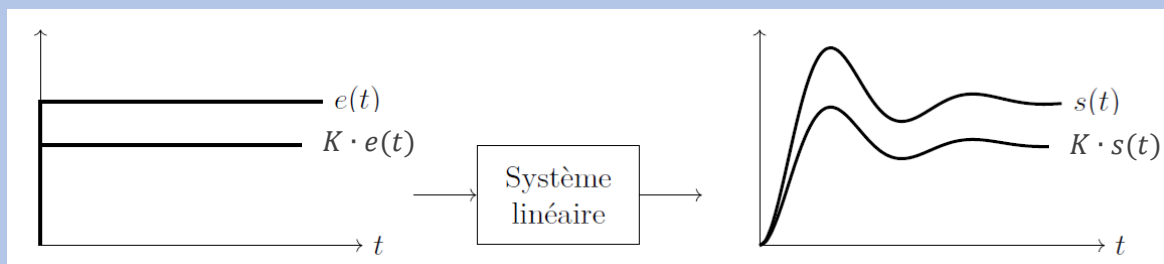 e(t)
K · e(t)
t
Système
linéaire
s(t)
K · s(t)
t